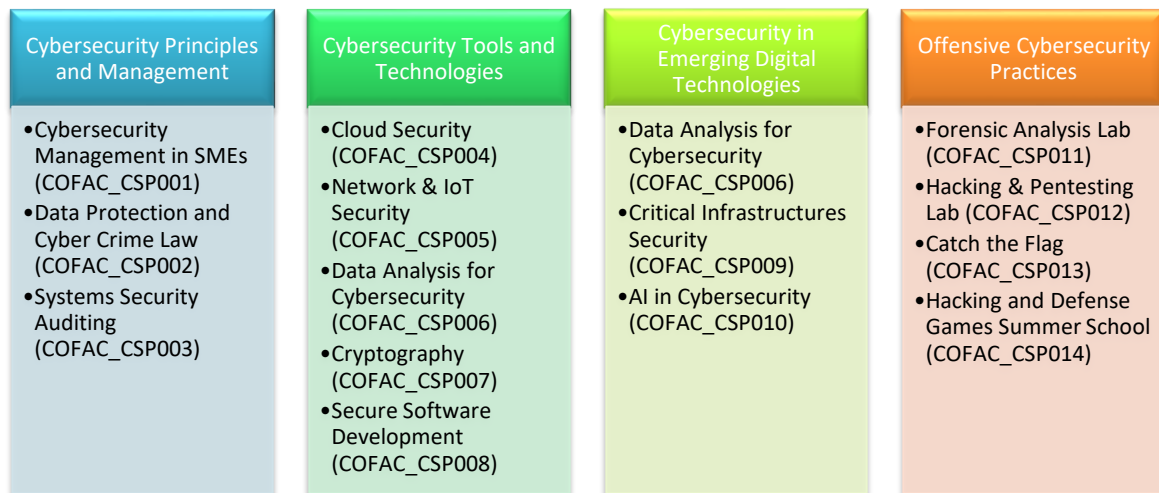 Cybersecurity Principles
and Management
•Cybersecurity
Management in SMEs
(COFAC_CSP001)
•Data Protection and
Cyber Crime Law
(COFAC_CSP002)
•Systems Security
Auditing
(COFAC_CSP003)
Cybersecurity Tools and
Technologies
•Cloud Security
(COFAC_CSP004)
•Network & IoT
Security
(COFAC_CSP005)
•Data Analysis for
Cybersecurity
(COFAC_CSP006)
•Cryptography
(COFAC_CSP007)
•Secure Software
Development
(COFAC_CSP008)
Cybersecurity in
Emerging Digital
Technologies
•Data Analysis for
Cybersecurity
(COFAC_CSP006)
•Critical Infrastructures
Security
(COFAC_CSP009)
•AI in Cybersecurity
(COFAC_CSP010)
Offensive Cybersecurity
Practices
•Forensic Analysis Lab
(COFAC_CSP011)
•Hacking & Pentesting
Lab (COFAC_CSP012)
•Catch the Flag
(COFAC_CSP013)
•Hacking and Defense
Games Summer School
(COFAC_CSP014)